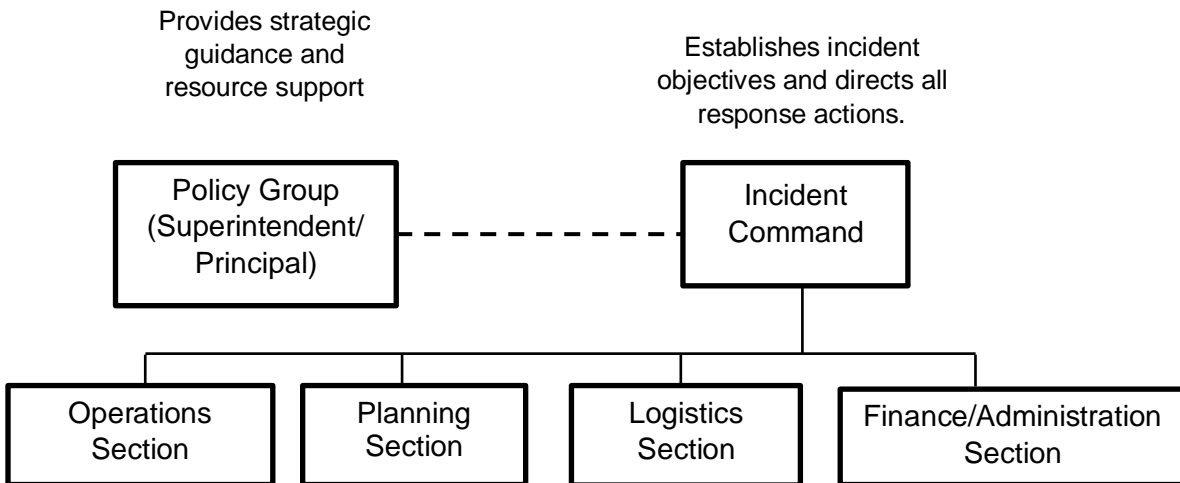 Provides strategic
guidance and
resource support
Establishes incident
objectives and directs all
response actions.
Policy Group
(Superintendent/
Principal)
Incident
Command
Operations
Section
Planning
Section
Logistics
Section
Finance/Administration
Section